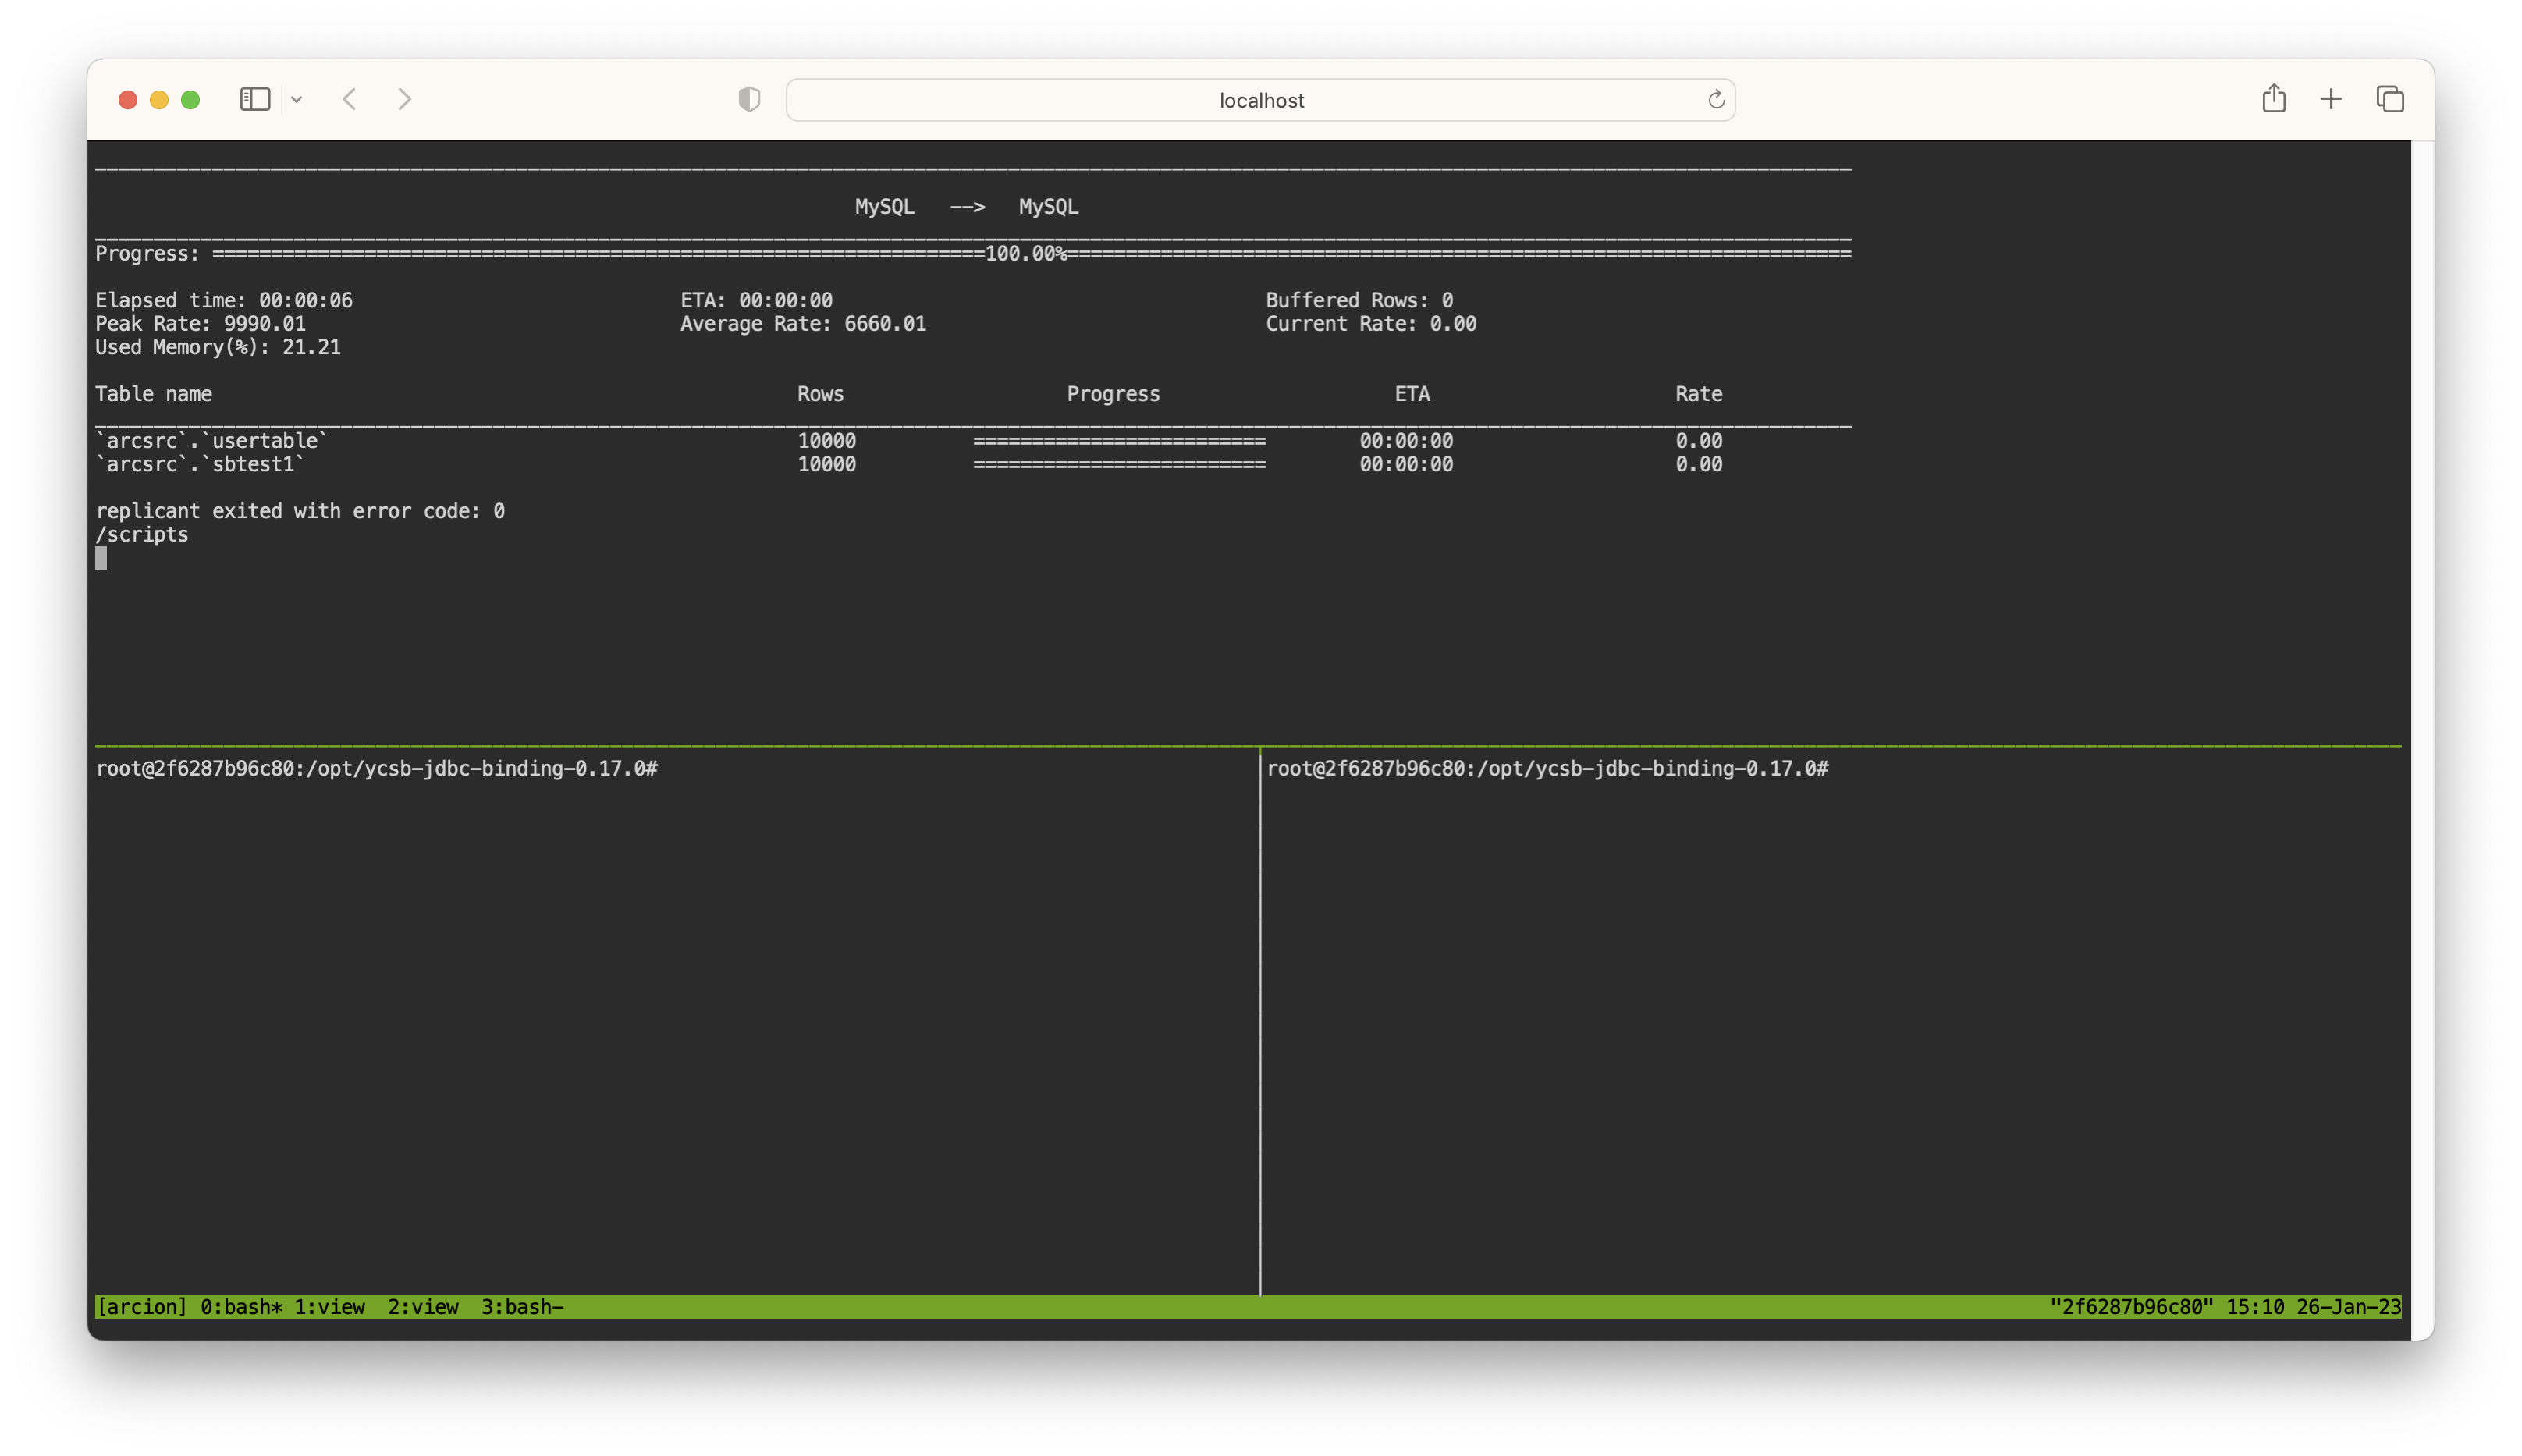 localhost
MySQL --> MySQL
Progress: ==================================================================100.00%===================================================================
Elapsed time: 00:00:06 ETA: 00:00:00 Buffered Rows: 0
Peak Rate: 9990.01 Average Rate: 6660.01 Current Rate: 0.00
Used Memory(%): 21.21
Table name Rows Progress ETA Rate
`arcsrc`.`usertable` 10000 ========================= 00:00:00 0.00
`arcsrc`.`sbtest1` 10000 ========================= 00:00:00 0.00
replicant exited with error code: 0
/scripts
root@2f6287b96c80:/opt/ycsb-jdbc-binding-0.17.0#
root@2f6287b96c80:/opt/ycsb-jdbc-binding-0.17.0#
[arcion] 0:bash* 1:view 2:view 3:bash- "2f6287b96c80" 15:10 26-Jan-23